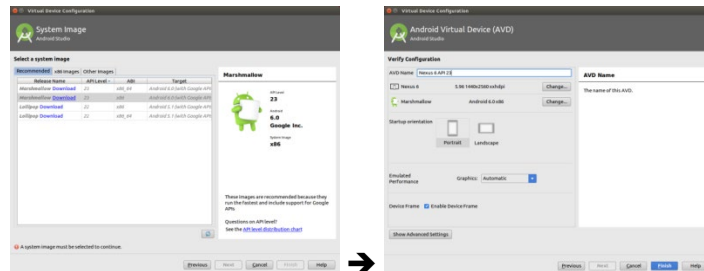 Virtual Device Configuration
System Image
Android Studio
Select a system image
Recommended x86 Images Other Images
Release Name API Level ABI Target
Marshmallow Download 23 x86_64 Android 6.0 (with Google APIs
Marshmallow Download 23 x86 Android 6.0 (with Google APIs
Lollipop Download 22 x86_64 Android 5.1 (with Google APIs
Lollipop Download 22 x86 Android 5.1 (with Google APIs
Marshmallow
API Level
23
Android
6.0
Google Inc.
System Image
x86
These images are recommended because they
run the fastest and include support for Google
APIs.
Questions on API level?
See the API level distribution chart
A system image must be selected to continue.
Previous Next Cancel Finish Help
Virtual Device Configuration
Android Virtual Device (AVD)
Android Studio
Verify Configuration
AVD Name Nexus 6 API 23
Nexus 6 5.96 1440x2560 xxhdpi Change...
Marshmallow Android 6.0 x86 Change...
Startup orientation
Portrait Landscape
Emulated
Performance
Graphics: Automatic
Device Frame Enable Device Frame
Show Advanced Settings
AVD Name
The name of this AVD.
Previous Next Cancel Finish Help